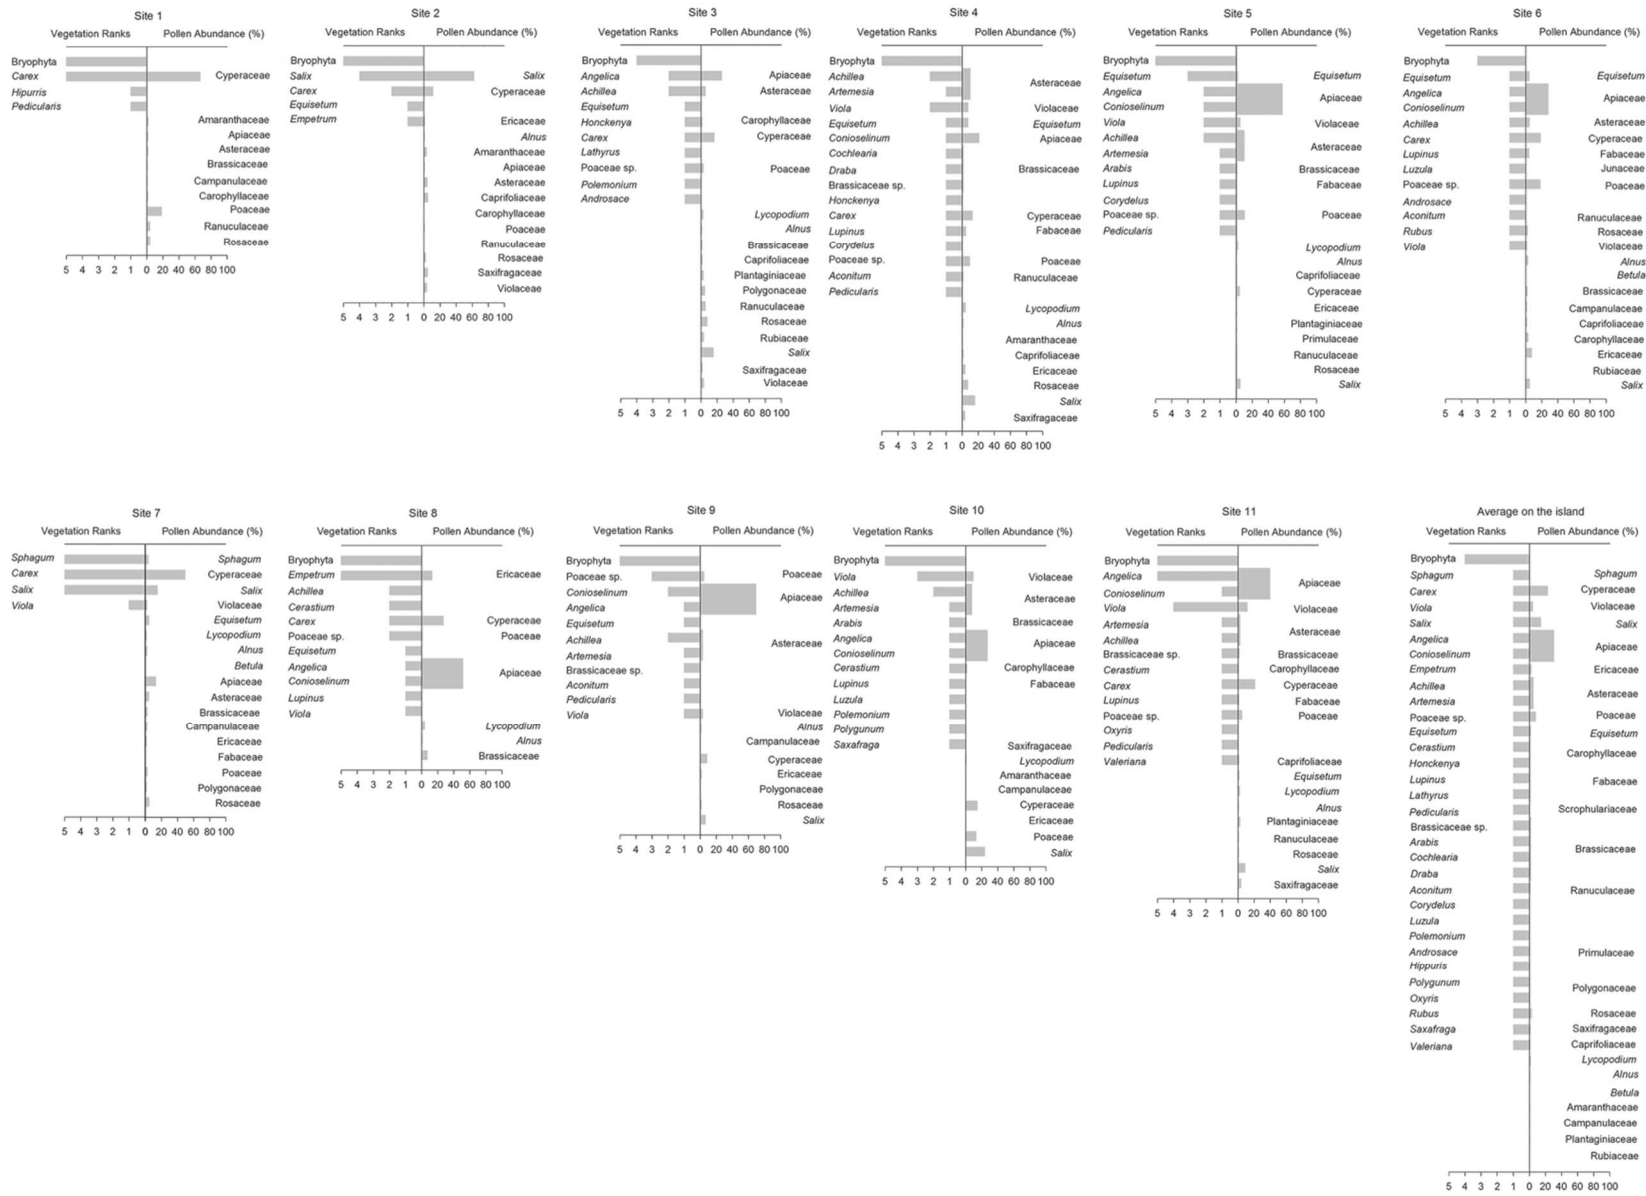 Site 1
Vegetation Ranks Pollen Abundance (%)
Bryophyta
Carex Cyperaceae
Hipurris
Pedicularis
Amaranthaceae
Apiaceae
Asteraceae
Brassicaceae
Campanulaceae
Carophyllaceae
Poaceae
Ranuculaceae
Rosaceae
5 4 3 2 1 0 20 40 60 80 100
Site 2
Vegetation Ranks Pollen Abundance (%)
Bryophyta
Salix Salix
Carex Cyperaceae
Equisetum
Empetrum Ericaceae
Alnus
Amaranthaceae
Apiaceae
Asteraceae
Caprifoliaceae
Carophyllaceae
Poaceae
Ranuculaceae
Rosaceae
Saxifragaceae
Violaceae
5 4 3 2 1 0 20 40 60 80 100
Site 3
Vegetation Ranks Pollen Abundance (%)
Bryophyta
Angelica Apiaceae
Achillea Asteraceae
Equisetum
Honckenya Carophyllaceae
Carex Cyperaceae
Lathyrus
Poaceae sp. Poaceae
Polemonium
Androsace
Lycopodium
Alnus
Brassicaceae
Caprifoliaceae
Plantaginiaceae
Polygonaceae
Ranuculaceae
Rosaceae
Rubiaceae
Salix
Saxifragaceae
Violaceae
5 4 3 2 1 0 20 40 60 80 100
Site 4
Vegetation Ranks Pollen Abundance (%)
Bryophyta
Achillea
Asteraceae
Artemesia
Viola Violaceae
Equisetum Equisetum
Conioselinum Apiaceae
Cochlearia
Draba Brassicaceae
Brassicaceae sp.
Honckenya
Carex Cyperaceae
Lupinus Fabaceae
Corydelus
Poaceae sp. Poaceae
Aconitum Ranuculaceae
Pedicularis
Lycopodium
Alnus
Amaranthaceae
Caprifoliaceae
Ericaceae
Rosaceae
Salix
Saxifragaceae
5 4 3 2 1 0 20 40 60 80 100
Site 5
Vegetation Ranks Pollen Abundance (%)
Bryophyta
Equisetum Equisetum
Angelica
Apiaceae
Conioselinum
Viola Violaceae
Achillea
Asteraceae
Artemesia
Arabis Brassicaceae
Lupinus Fabaceae
Corydelus
Poaceae sp. Poaceae
Pedicularis
Lycopodium
Alnus
Caprifoliaceae
Cyperaceae
Ericaceae
Plantaginiaceae
Primulaceae
Ranuculaceae
Rosaceae
Salix
5 4 3 2 1 0 20 40 60 80 100
Site 6
Vegetation Ranks Pollen Abundance (%)
Bryophyta
Equisetum Equisetum
Angelica
Apiaceae
Conioselinum
Achillea Asteraceae
Carex Cyperaceae
Lupinus Fabaceae
Luzula Junaceae
Poaceae sp. Poaceae
Androsace
Aconitum Ranuculaceae
Rubus Rosaceae
Viola Violaceae
Alnus
Betula
Brassicaceae
Campanulaceae
Caprifoliaceae
Carophyllaceae
Ericaceae
Rubiaceae
Salix
5 4 3 2 1 0 20 40 60 80 100
Site 7
Vegetation Ranks Pollen Abundance (%)
Sphagum Sphagum
Carex Cyperaceae
Salix Salix
Viola Violaceae
Equisetum
Lycopodium
Alnus
Betula
Apiaceae
Asteraceae
Brassicaceae
Campanulaceae
Ericaceae
Fabaceae
Poaceae
Polygonaceae
Rosaceae
5 4 3 2 1 0 20 40 60 80 100
Site 8
Vegetation Ranks Pollen Abundance (%)
Bryophyta
Empetrum Ericaceae
Achillea
Cerastium
Carex Cyperaceae
Poaceae sp. Poaceae
Equisetum
Angelica
Apiaceae
Conioselinum
Lupinus
Viola
Lycopodium
Alnus
Brassicaceae
5 4 3 2 1 0 20 40 60 80 100
Site 9
Vegetation Ranks Pollen Abundance (%)
Bryophyta
Poaceae sp. Poaceae
Conioselinum
Apiaceae
Angelica
Equisetum
Achillea
Asteraceae
Artemesia
Brassicaceae sp.
Aconitum
Pedicularis
Viola Violaceae
Alnus
Campanulaceae
Cyperaceae
Ericaceae
Polygonaceae
Rosaceae
Salix
5 4 3 2 1 0 20 40 60 80 100
Site 10
Vegetation Ranks Pollen Abundance (%)
Bryophyta
Viola Violaceae
Achillea
Asteraceae
Artemesia
Arabis Brassicaceae
Angelica
Apiaceae
Conioselinum
Cerastium Carophyllaceae
Lupinus Fabaceae
Luzula
Polemonium
Polygunum
Saxafraga Saxifragaceae
Lycopodium
Amaranthaceae
Campanulaceae
Cyperaceae
Ericaceae
Poaceae
Salix
5 4 3 2 1 0 20 40 60 80 100
Site 11
Vegetation Ranks Pollen Abundance (%)
Bryophyta
Angelica
Apiaceae
Conioselinum
Viola Violaceae
Artemesia
Asteraceae
Achillea
Brassicaceae sp. Brassicaceae
Cerastium Carophyllaceae
Carex Cyperaceae
Lupinus Fabaceae
Poaceae sp. Poaceae
Oxyris
Pedicularis
Valeriana Caprifoliaceae
Equisetum
Lycopodium
Alnus
Plantaginiaceae
Ranuculaceae
Rosaceae
Salix
Saxifragaceae
5 4 3 2 1 0 20 40 60 80 100
Average on the island
Vegetation Ranks Pollen Abundance (%)
Bryophyta
Sphagum Sphagum
Carex Cyperaceae
Viola Violaceae
Salix Salix
Angelica
Apiaceae
Conioselinum
Empetrum Ericaceae
Achillea
Asteraceae
Artemesia
Poaceae sp. Poaceae
Equisetum Equisetum
Cerastium
Carophyllaceae
Honckenya
Lupinus
Fabaceae
Lathyrus
Pedicularis Scrophulariaceae
Brassicaceae sp.
Arabis
Brassicaceae
Cochlearia
Draba
Aconitum Ranuculaceae
Corydelus
Luzula
Polemonium
Androsace Primulaceae
Hippuris
Polygunum
Polygonaceae
Oxyris
Rubus Rosaceae
Saxafraga Saxifragaceae
Valeriana Caprifoliaceae
Lycopodium
Alnus
Betula
Amaranthaceae
Campanulaceae
Plantaginiaceae
Rubiaceae
5 4 3 2 1 0 20 40 60 80 100